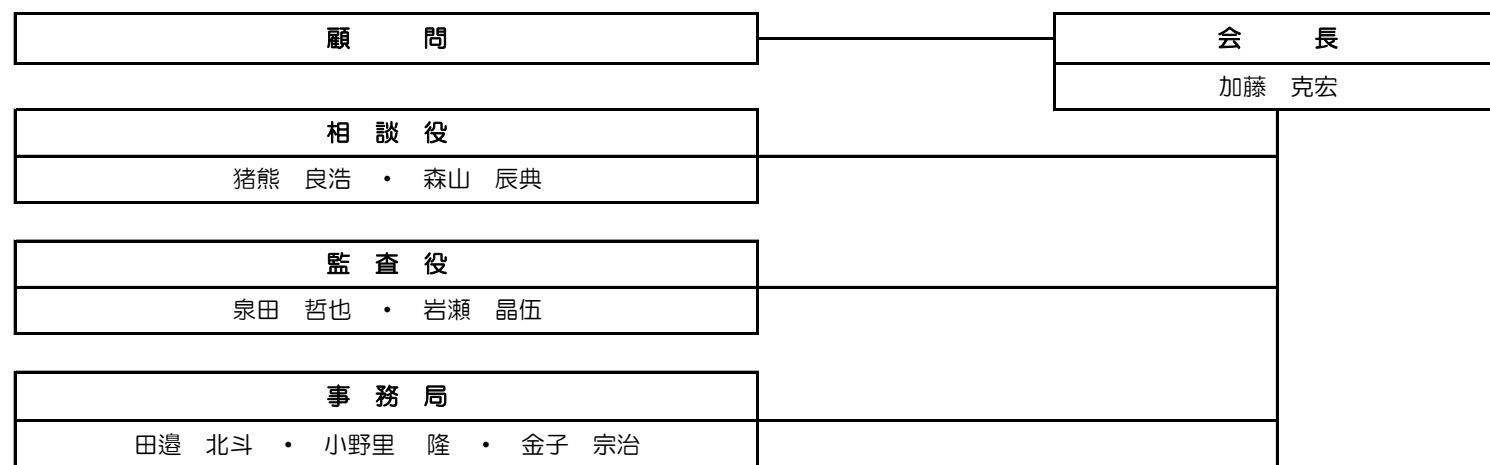 顧　　問
会　　長
加藤　克宏
相　談　役
猪熊　良浩　・　森山　辰典
監　査　役
泉田　哲也　・　岩瀬　晶伍
事　務　局
田邉　北斗　・　小野里　隆　・　金子　宗治